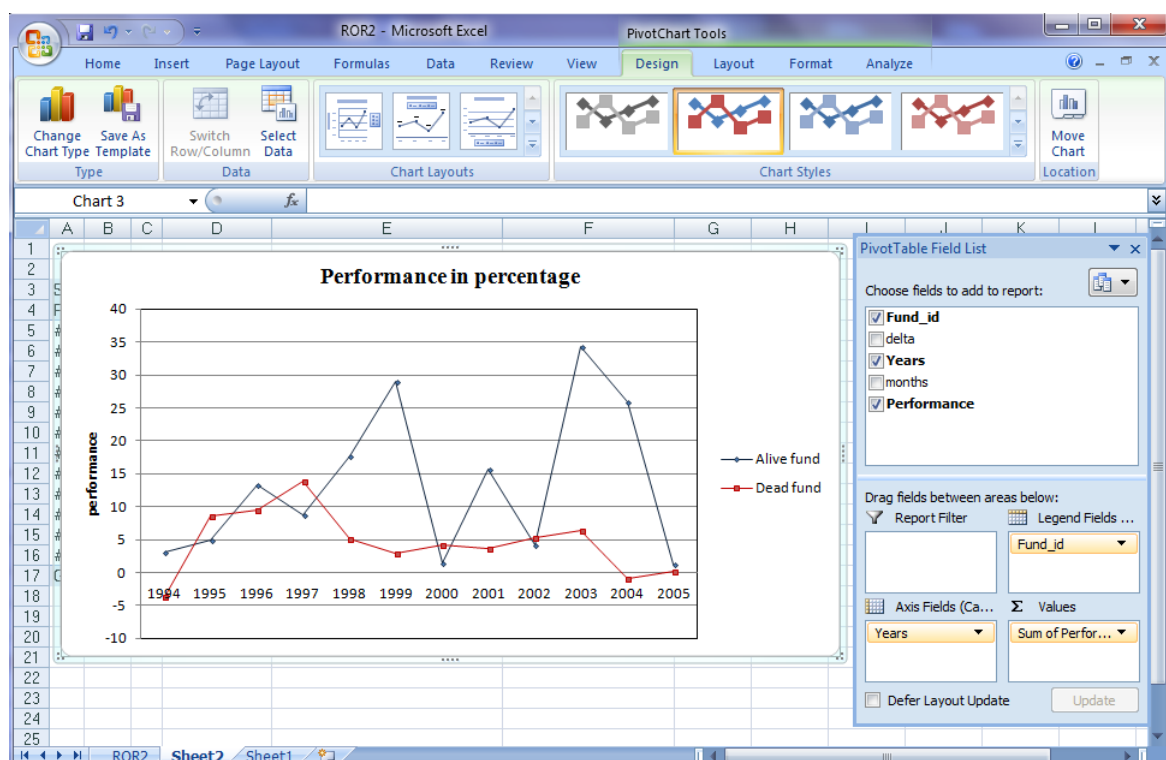 ROR2 - Microsoft Excel
PivotChart Tools
Home Insert Page Layout Formulas Data Review View Design Layout Format Analyze
Change Chart Type
Save As Template
Switch Row/Column
Select Data
Move Chart
Type
Data
Chart Layouts
Chart Styles
Location
Chart 3
fx
A B C D E F G H I J K L
1
2
3 S
4 F
5 #
6 #
7 #
8 #
9 #
10 #
11 #
12 #
13 #
14 #
15 #
16 #
17 G
18
19
20
21
22
23
24
25
Performance in percentage
performance
40
35
30
25
20
15
10
5
0
-5
-10
1994 1995 1996 1997 1998 1999 2000 2001 2002 2003 2004 2005
Alive fund
Dead fund
PivotTable Field List
Choose fields to add to report:
Fund_id
delta
Years
months
Performance
Drag fields between areas below:
Report Filter
Legend Fields ...
Fund_id
Axis Fields (Ca...
Σ Values
Years
Sum of Perfor...
Defer Layout Update
Update
ROR2 Sheet2 Sheet1